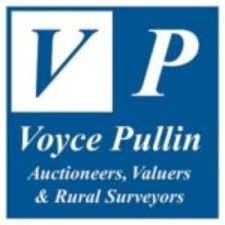 V P
Voyce Pullin
Auctioneers, Valuers
& Rural Surveyors